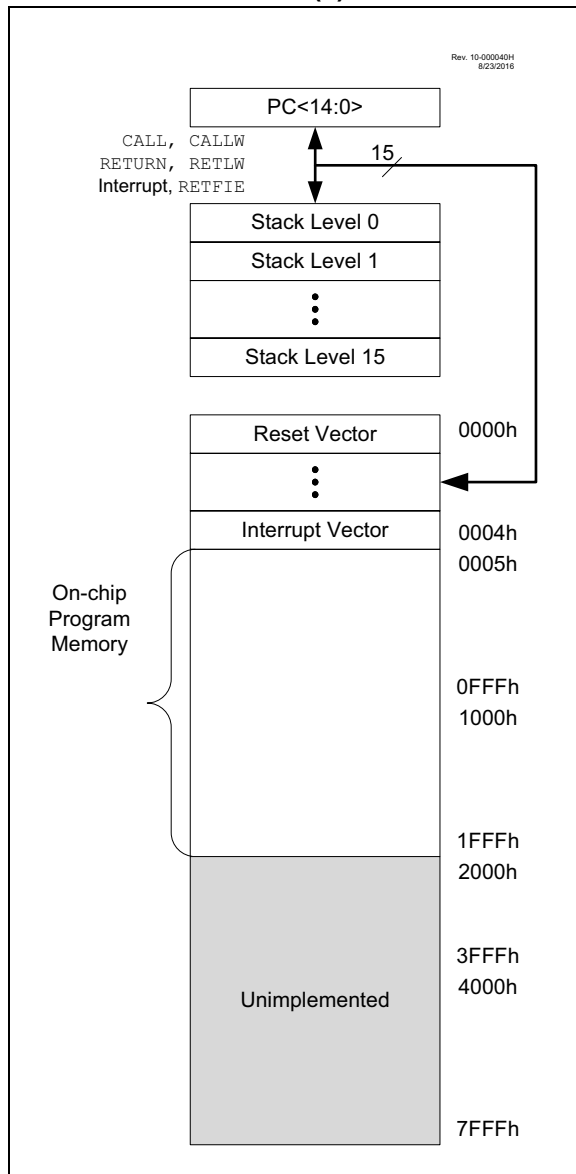 Rev. 10-000040H
8/23/2016
PC<14:0>
CALL, CALLW
RETURN, RETLW
Interrupt, RETFIE
15
Stack Level 0
Stack Level 1
Stack Level 15
Reset Vector
0000h
Interrupt Vector
0004h
0005h
On-chip
Program
Memory
0FFFh
1000h
1FFFh
2000h
Unimplemented
3FFFh
4000h
7FFFh